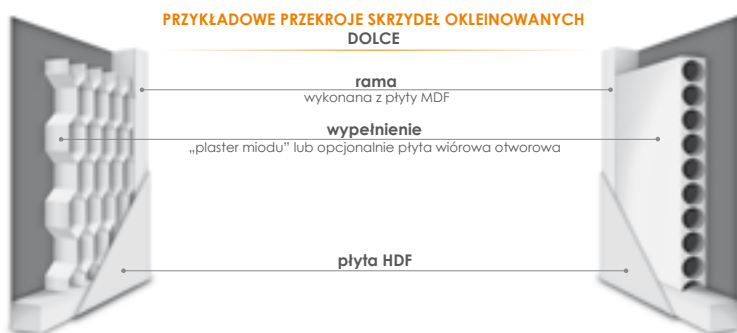 PRZYKŁADOWE PRZEKROJE SKRZYDEŁ OKLEINOWANYCH
DOLCE
rama
wykonana z płyty MDF
wypełnienie
„plaster miodu” lub opcjonalnie płyta wiórowa otworowa
płyta HDF